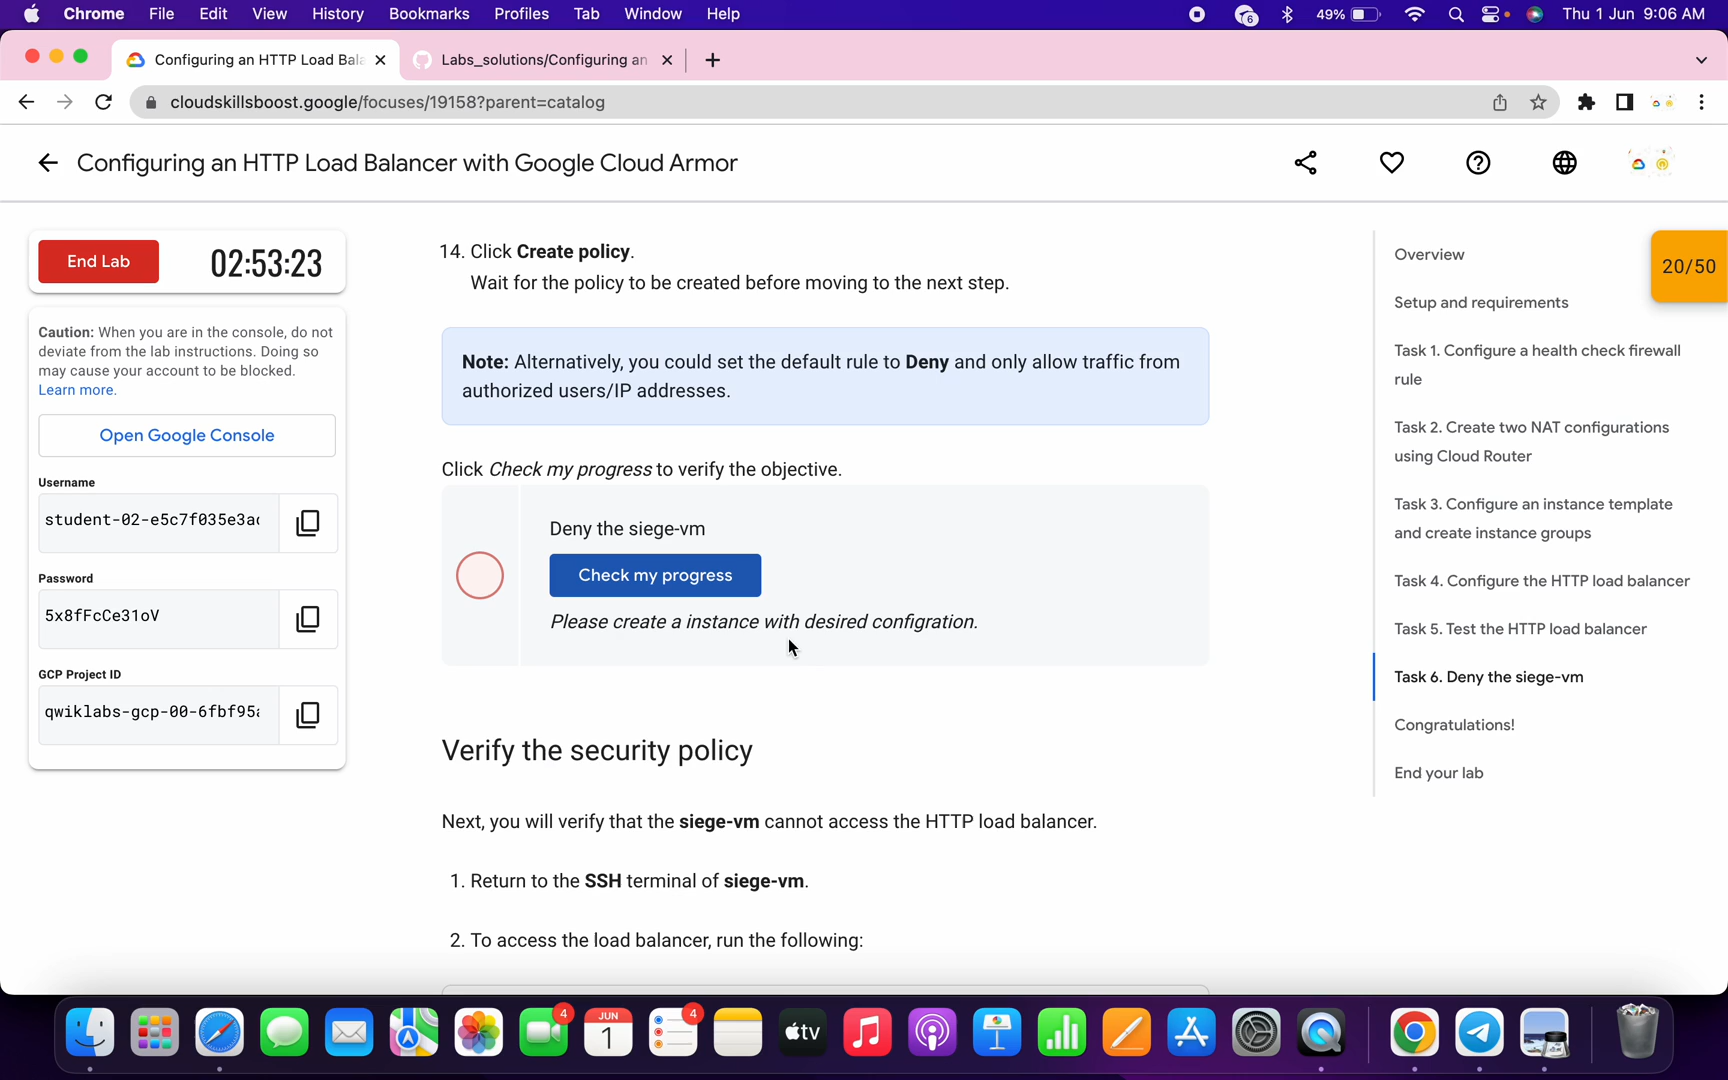 Chrome File Edit View History Bookmarks Profiles Tab Window Help 6 49% Thu 1 Jun 9:06 AM
Configuring an HTTP Load Bala Labs_solutions/Configuring an
cloudskillsboost.google/focuses/19158?parent=catalog
Configuring an HTTP Load Balancer with Google Cloud Armor
End Lab 02:53:23
Caution: When you are in the console, do not
deviate from the lab instructions. Doing so
may cause your account to be blocked.
Learn more.
Open Google Console
Username
student-02-e5c7f035e3a
Password
5x8fFcCe31oV
GCP Project ID
qwiklabs-gcp-00-6fbf95
14. Click Create policy.
Wait for the policy to be created before moving to the next step.
Note: Alternatively, you could set the default rule to Deny and only allow traffic from
authorized users/IP addresses.
Click Check my progress to verify the objective.
Deny the siege-vm
Check my progress
Please create a instance with desired configration.
Verify the security policy
Next, you will verify that the siege-vm cannot access the HTTP load balancer.
1. Return to the SSH terminal of siege-vm.
2. To access the load balancer, run the following:
Overview
20/50
Setup and requirements
Task 1. Configure a health check firewall
rule
Task 2. Create two NAT configurations
using Cloud Router
Task 3. Configure an instance template
and create instance groups
Task 4. Configure the HTTP load balancer
Task 5. Test the HTTP load balancer
Task 6. Deny the siege-vm
Congratulations!
End your lab
4 JUN 1 4 tv